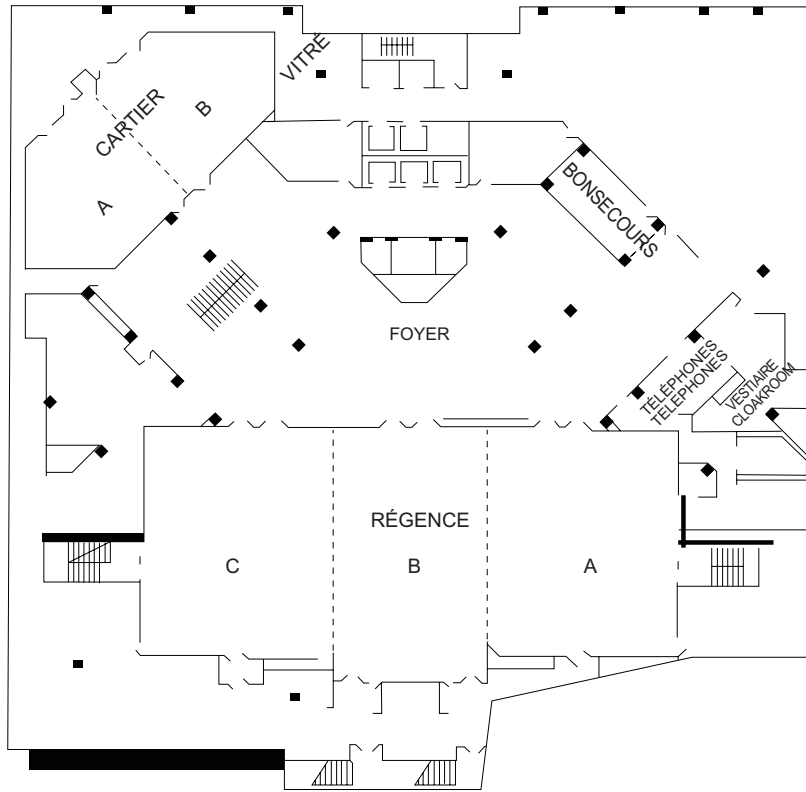 VITRÉ
CARTIER
B
A
BONSECOURS
FOYER
TÉLÉPHONES
TELEPHONES
VESTIAIRE
CLOAKROOM
RÉGENCE
C
B
A